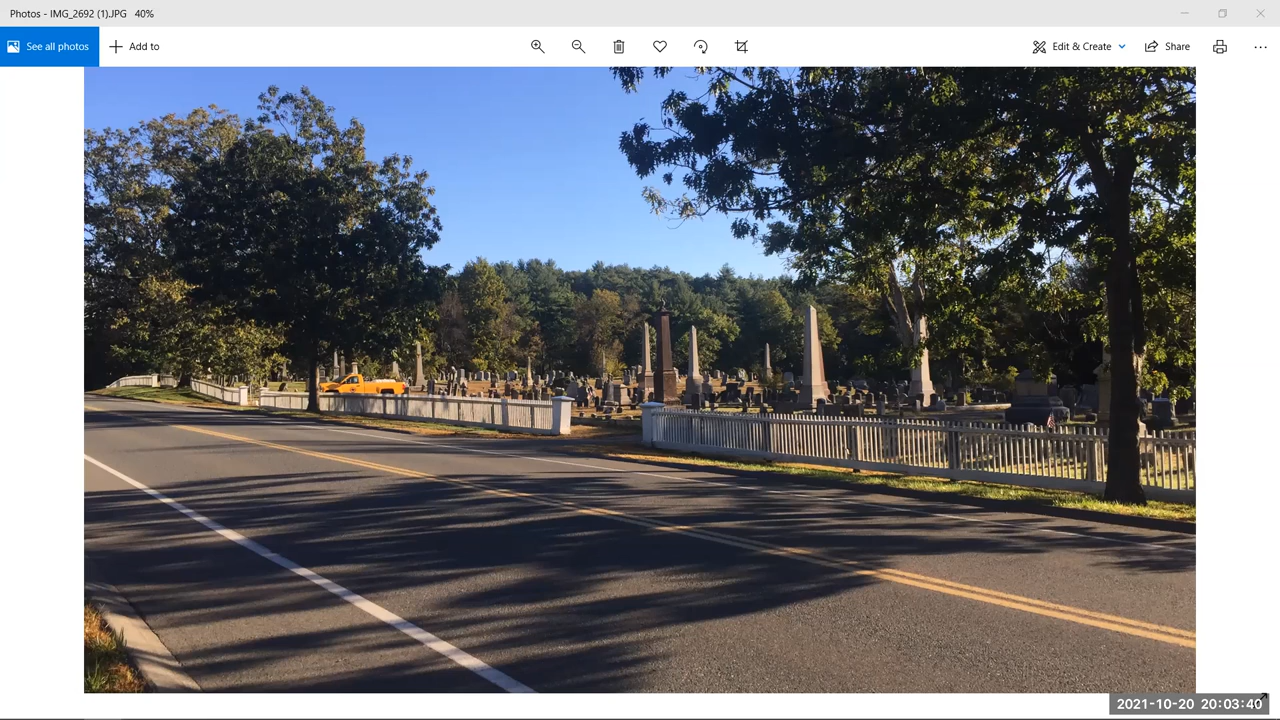 Photos - IMG_2692 (1).JPG   40%
See all photos
Add to
Edit & Create
Share
2021-10-20 20:03:40